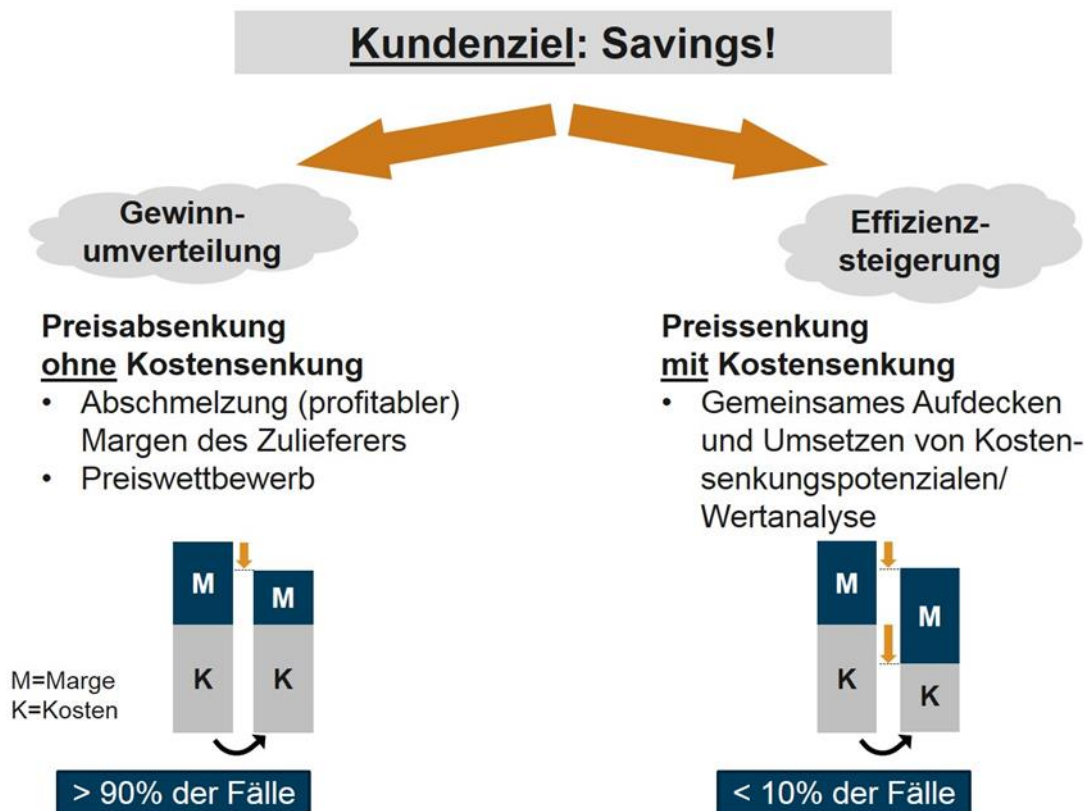 Kundenziel: Savings!
Gewinn-
umverteilung
Preisabsenkung
ohne Kostensenkung
• Abschmelzung (profitabler)
Margen des Zulieferers
• Preiswettbewerb
M
M
K
K
M=Marge
K=Kosten
> 90% der Fälle
Effizienz-
steigerung
Preissenkung
mit Kostensenkung
• Gemeinsames Aufdecken
und Umsetzen von Kosten-
senkungspotenzialen/
Wertanalyse
M
M
K
K
< 10% der Fälle